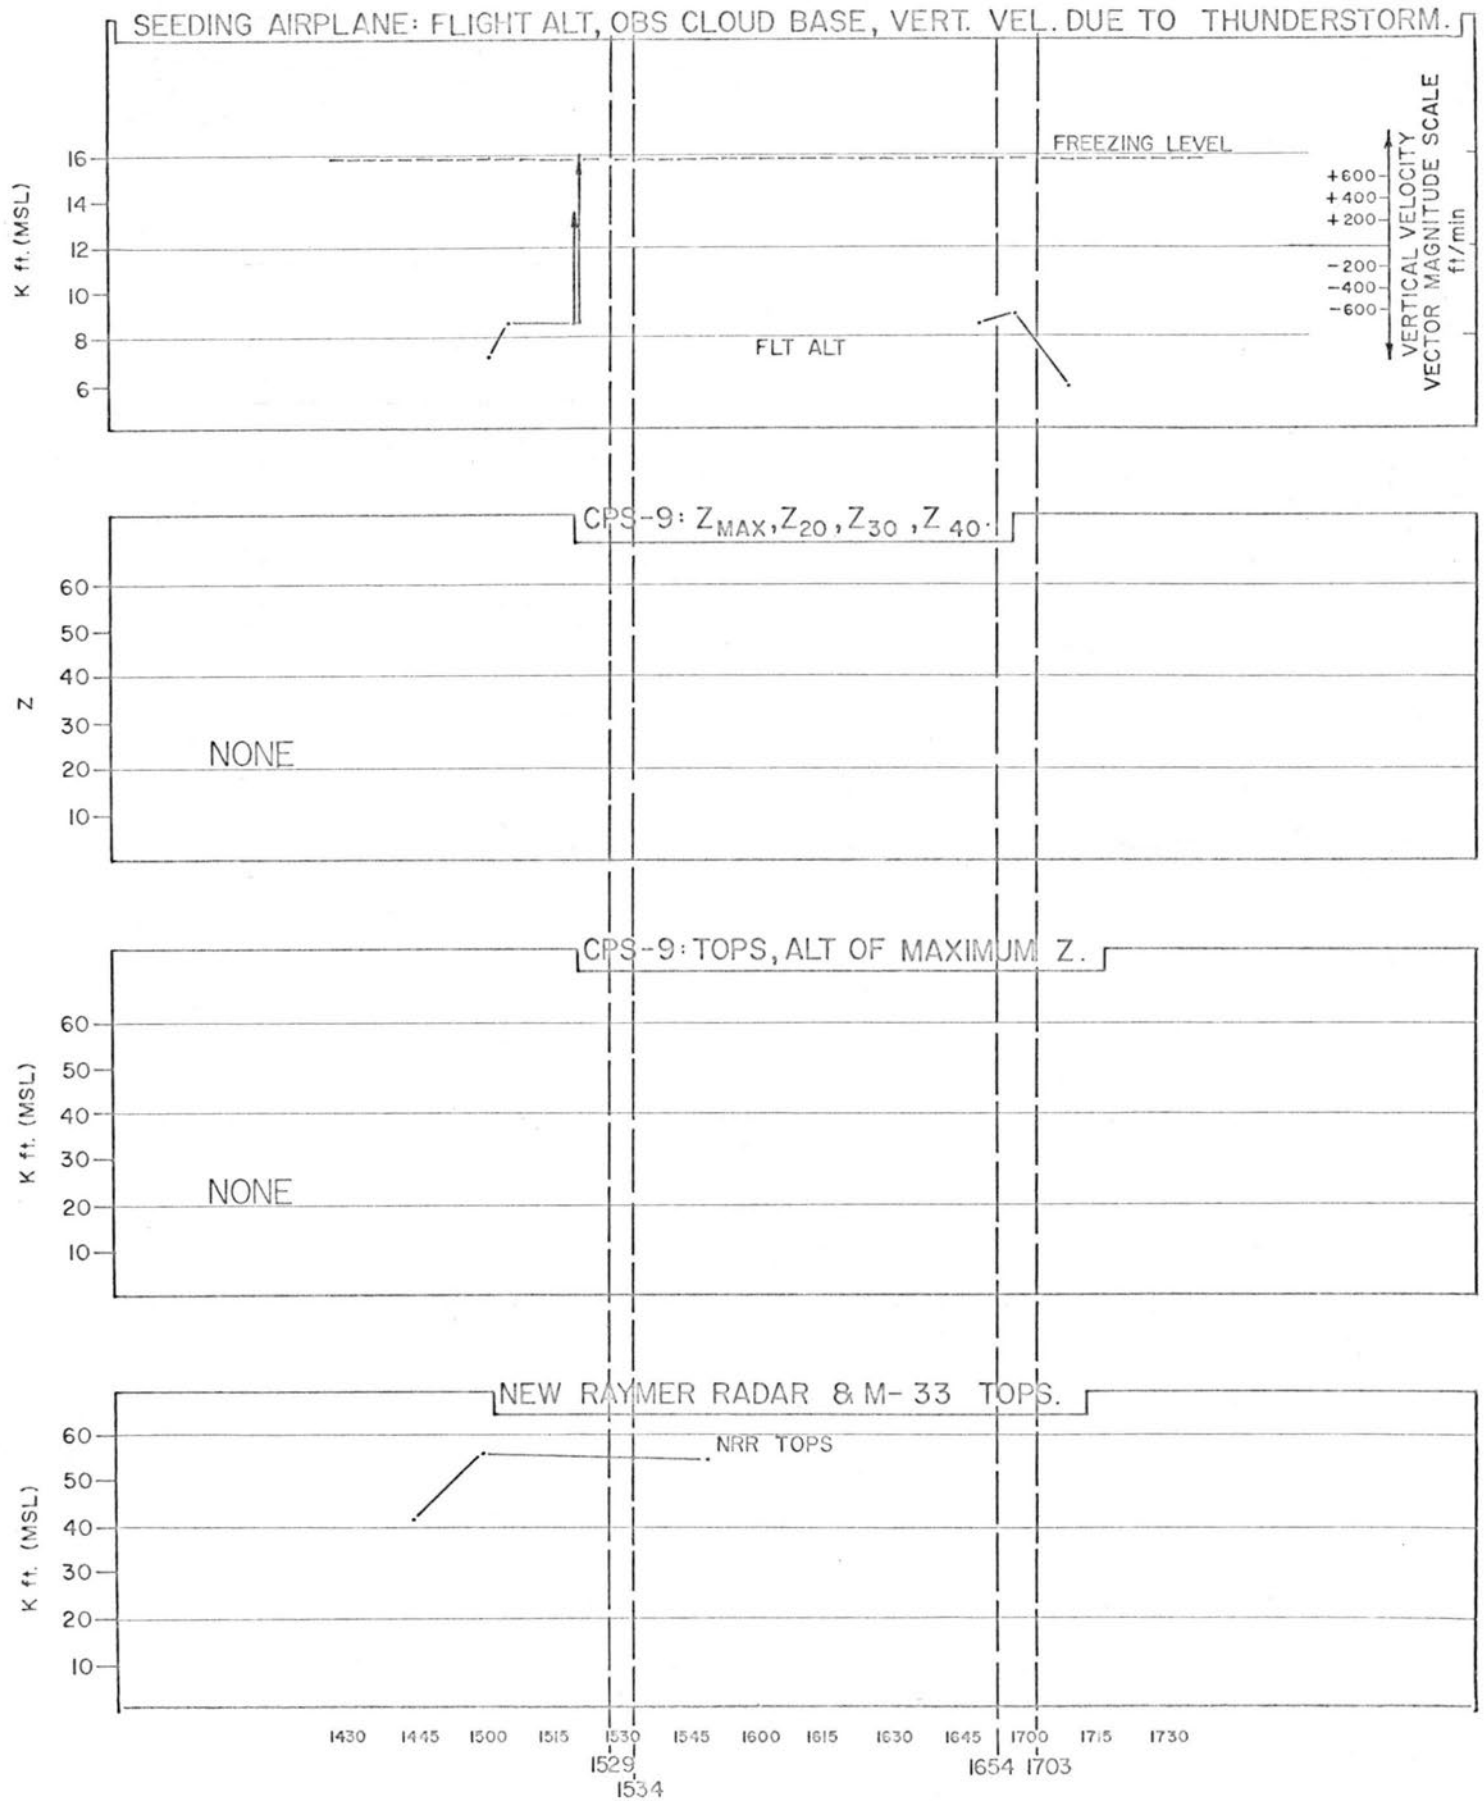 SEEDING AIRPLANE: FLIGHT ALT, OBS CLOUD BASE, VERT. VEL. DUE TO THUNDERSTORM.
K ft. (MSL)
16
14
12
10
8
6
FREEZING LEVEL
FLT ALT
+600
+400
+200
-200
-400
-600
VERTICAL VELOCITY
VECTOR MAGNITUDE SCALE
ft/min
CPS-9: ZMAX, Z20, Z30, Z40.
Z
60
50
40
30
20
10
NONE
CPS-9: TOPS, ALT OF MAXIMUM Z.
K ft. (MSL)
60
50
40
30
20
10
NONE
NEW RAYMER RADAR & M-33 TOPS.
K ft. (MSL)
60
50
40
30
20
10
NRR TOPS
1430 1445 1500 1515 1530 1545 1600 1615 1630 1645 1700 1715 1730
1529 1654 1703
1534